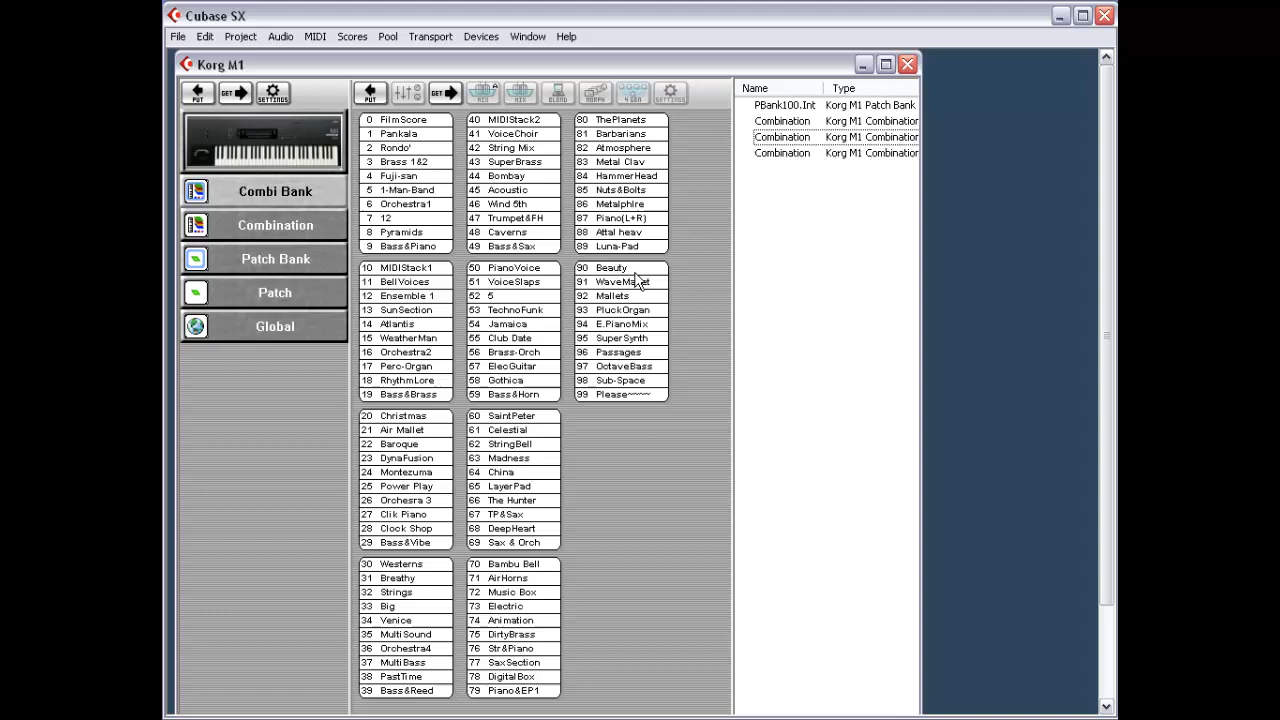 Cubase SX
File Edit Project Audio MIDI Scores Pool Transport Devices Window Help
Korg M1
PUT GET SETTINGS
PUT GET MIX A MIX BLEND MORPH 4 GEN SETTINGS
Combi Bank
Combination
Patch Bank
Patch
Global
0 FilmScore
1 Pankala
2 Rondo'
3 Brass 1&2
4 Fuji-san
5 1-Man-Band
6 Orchestra1
7 12
8 Pyramids
9 Bass&Piano
10 MIDIStack1
11 BellVoices
12 Ensemble 1
13 SunSection
14 Atlantis
15 WeatherMan
16 Orchestra2
17 Perc-Organ
18 RhythmLore
19 Bass&Brass
20 Christmas
21 Air Mallet
22 Baroque
23 DynaFusion
24 Montezuma
25 Power Play
26 Orchesra 3
27 Clik Piano
28 Clock Shop
29 Bass&Vibe
30 Westerns
31 Breathy
32 Strings
33 Big
34 Venice
35 MultiSound
36 Orchestra4
37 MultiBass
38 PastTime
39 Bass&Reed
40 MIDIStack2
41 VoiceChoir
42 String Mix
43 SuperBrass
44 Bombay
45 Acoustic
46 Wind 5th
47 Trumpet&FH
48 Caverns
49 Bass&Sax
50 PianoVoice
51 VoiceSlaps
52 5
53 TechnoFunk
54 Jamaica
55 Club Date
56 Brass-Orch
57 ElecGuitar
58 Gothica
59 Bass&Horn
60 SaintPeter
61 Celestial
62 StringBell
63 Madness
64 China
65 LayerPad
66 The Hunter
67 TP&Sax
68 DeepHeart
69 Sax & Orch
70 Bambu Bell
71 AirHorns
72 Music Box
73 Electric
74 Animation
75 DirtyBrass
76 Str&Piano
77 SaxSection
78 DigitalBox
79 Piano&EP1
80 ThePlanets
81 Barbarians
82 Atmosphere
83 Metal Clav
84 HammerHead
85 Nuts&Bolts
86 Metalphire
87 Piano(L+R)
88 Attal heav
89 Luna-Pad
90 Beauty
91
92 Mallets
93 PluckOrgan
94 E.PianoMix
95 SuperSynth
96 Passages
97 OctaveBass
98 Sub-Space
99 Please~~~~
Name Type
PBank100.Int Korg M1 Patch Bank
Combination Korg M1 Combination
Combination Korg M1 Combination
Combination Korg M1 Combination